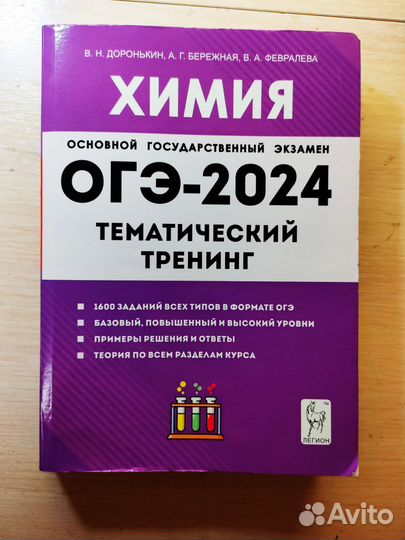 В. Н. ДОРОНЬКИН, А. Г. БЕРЕЖНАЯ, В. А. ФЕВРАЛЕВА
ХИМИЯ
ОСНОВНОЙ ГОСУДАРСТВЕННЫЙ ЭКЗАМЕН
ОГЭ-2024
ТЕМАТИЧЕСКИЙ
ТРЕНИНГ
1600 ЗАДАНИЙ ВСЕХ ТИПОВ В ФОРМАТЕ ОГЭ
БАЗОВЫЙ, ПОВЫШЕННЫЙ И ВЫСОКИЙ УРОВНИ
ПРИМЕРЫ РЕШЕНИЯ И ОТВЕТЫ
ТЕОРИЯ ПО ВСЕМ РАЗДЕЛАМ КУРСА
TM
ЛЕГИОН
Avito